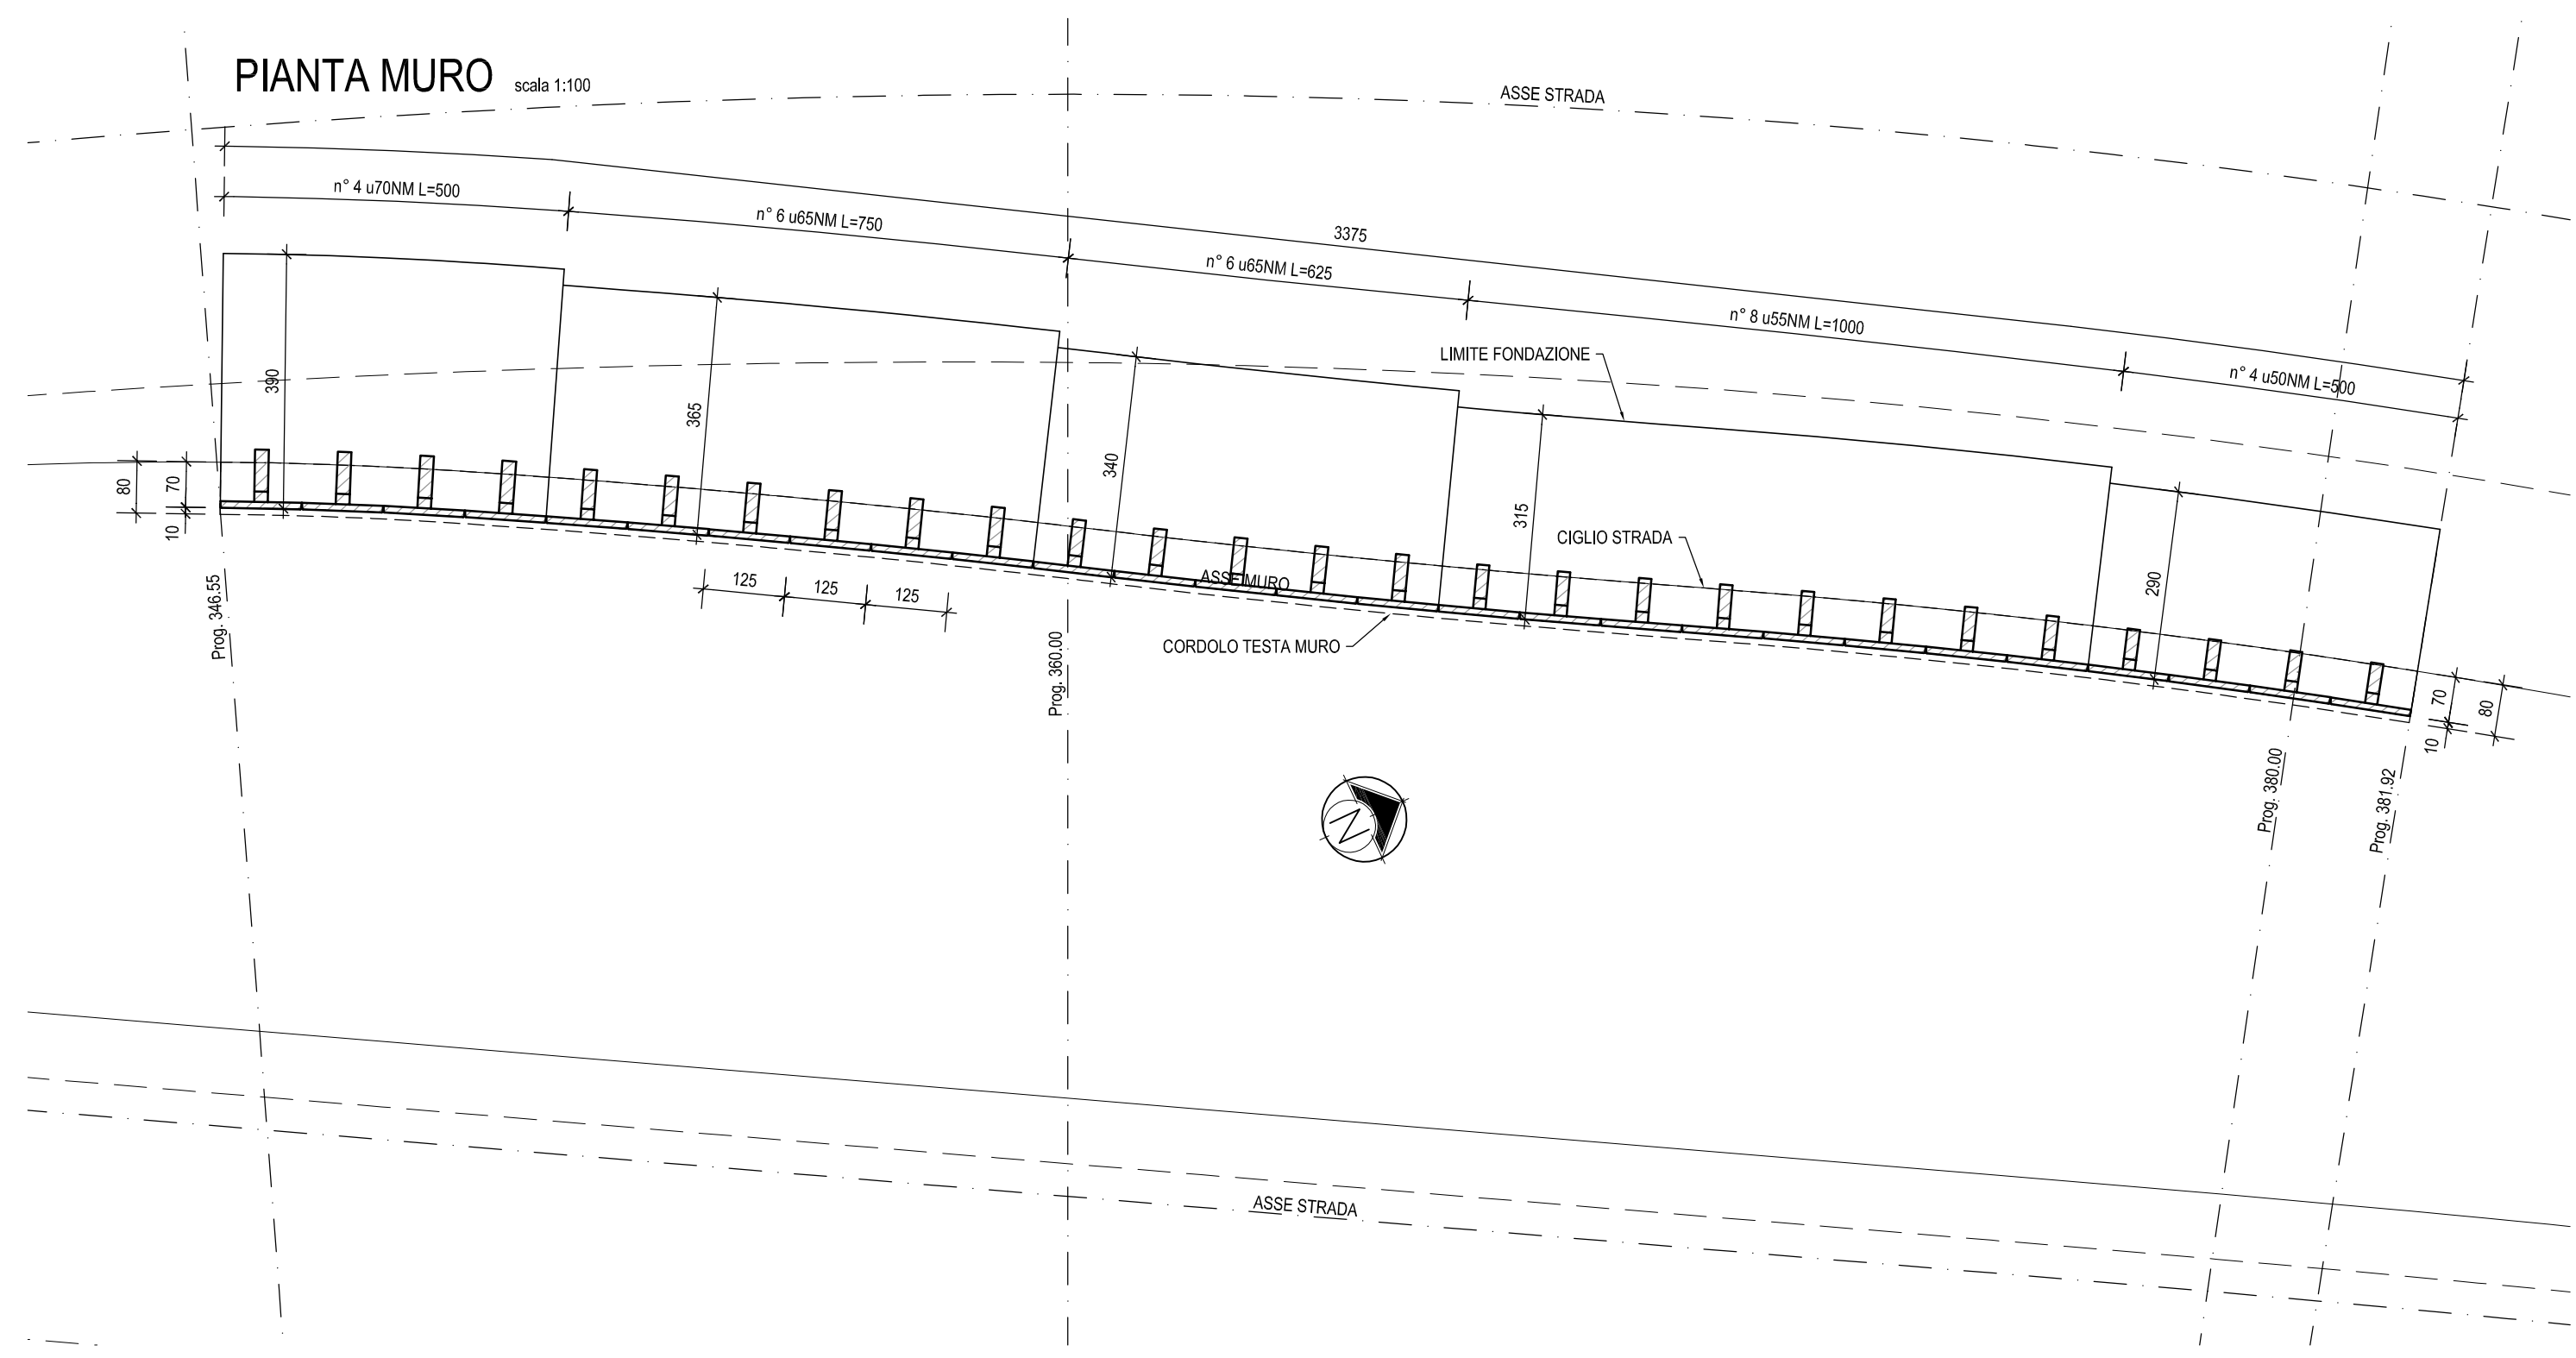 PIANTA MURO scala 1:100
ASSE STRADA
n° 4 u70NM L=500
n° 6 u65NM L=750
3375
n° 6 u65NM L=625
n° 8 u55NM L=1000
n° 4 u50NM L=500
LIMITE FONDAZIONE
390
365
340
315
290
80
70
10
CIGLIO STRADA
ASSE MURO
125
125
125
CORDOLO TESTA MURO
Prog. 346.55
Prog. 360.00
Prog. 380.00
Prog. 381.92
70
80
10
N
ASSE STRADA